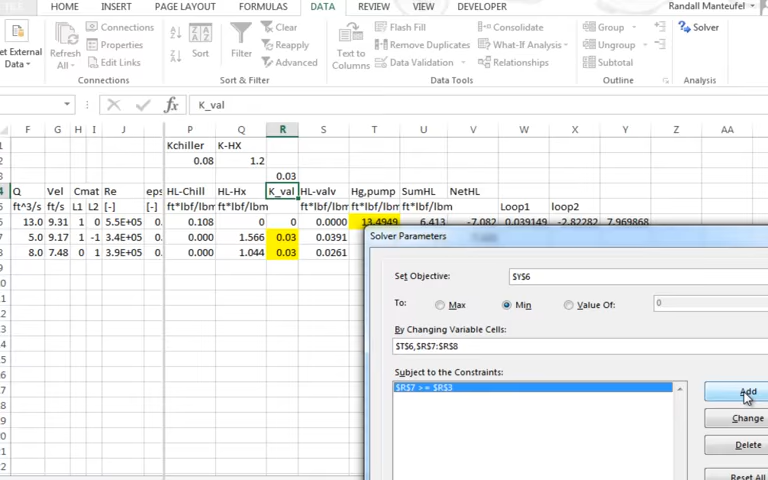 FILE HOME INSERT PAGE LAYOUT FORMULAS DATA REVIEW VIEW DEVELOPER Randall Manteufel
Get External Data
Refresh All
Connections
Properties
Edit Links
Connections
Sort
Filter
Clear
Reapply
Advanced
Sort & Filter
Text to Columns
Flash Fill
Remove Duplicates
Data Validation
Consolidate
What-If Analysis
Relationships
Data Tools
Group
Ungroup
Subtotal
Outline
Solver
Analysis
fx K_val
F G H I J P Q R S T U V W X Y Z AA
1 Kchiller K-HX
2 0.08 1.2
3 0.03
4 Q Vel Cmat Re eps HL-Chill HL-Hx K_val HL-valv Hg,pump SumHL NetHL
5 ft^3/s ft/s L1 L2 [-] [-] ft*lbf/lbm ft*lbf/lbm ft*lbf/lbm ft*lbf/lbm ft*lbf/lbm Loop1 loop2
6 13.0 9.31 1 0 5.5E+05 0. 0.108 0 0 0.0000 13.4949 6.413 -7.082 0.039149 -2.82282 7.969868
7 5.0 9.17 1 -1 3.4E+05 0. 0.000 1.566 0.03 0.0391
8 8.0 7.48 0 1 3.9E+05 0. 0.000 1.044 0.03 0.0261
Solver Parameters
Set Objective: $Y$6
To: Max Min Value Of: 0
By Changing Variable Cells:
$T$6,$R$7:$R$8
Subject to the Constraints:
$R$7 >= $R$3
Add
Change
Delete
Reset All